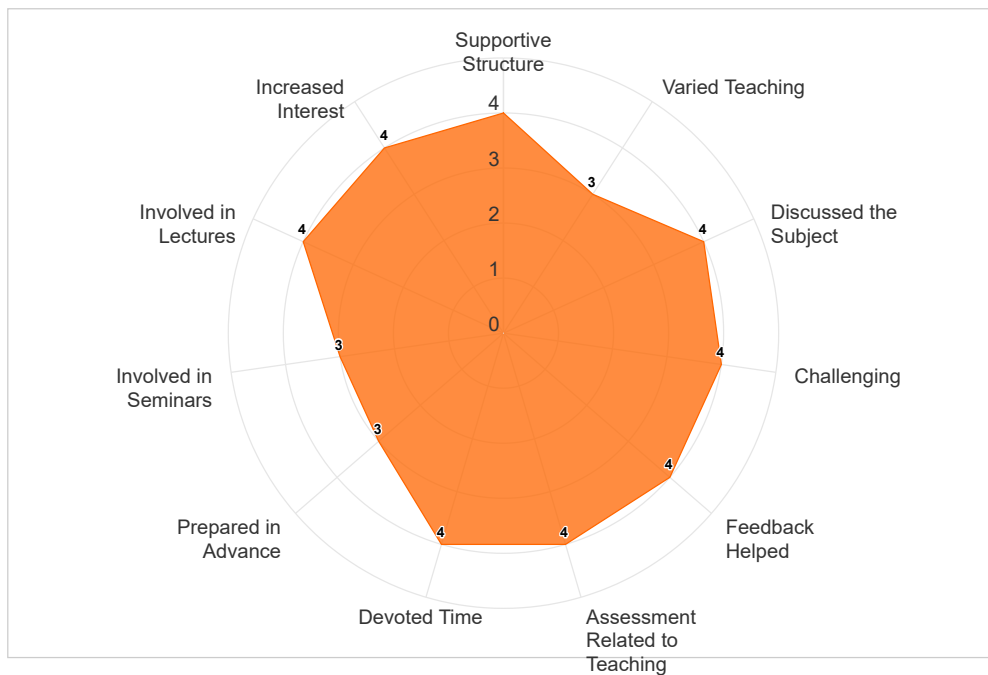 Supportive
Structure
Increased
Interest
Varied Teaching
4
4
3
3
Involved in
Lectures
Discussed the
Subject
2
4
4
1
0
3
4
Involved in
Seminars
Challenging
3
4
Prepared in
Advance
Feedback
Helped
4
4
Devoted Time
Assessment
Related to
Teaching